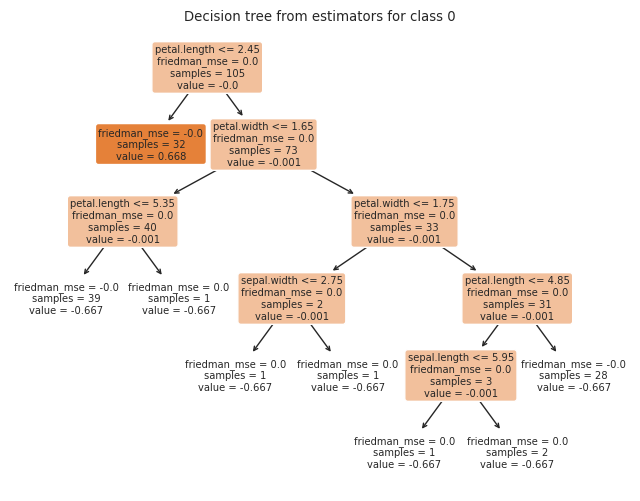 Decision tree from estimators for class 0
petal.length <= 2.45
friedman_mse = 0.0
samples = 105
value = -0.0
friedman_mse = -0.0
samples = 32
value = 0.668
petal.width <= 1.65
friedman_mse = 0.0
samples = 73
value = -0.001
petal.length <= 5.35
friedman_mse = 0.0
samples = 40
value = -0.001
petal.width <= 1.75
friedman_mse = 0.0
samples = 33
value = -0.001
friedman_mse = -0.0
samples = 39
value = -0.667
friedman_mse = 0.0
samples = 1
value = -0.667
sepal.width <= 2.75
friedman_mse = 0.0
samples = 2
value = -0.001
petal.length <= 4.85
friedman_mse = 0.0
samples = 31
value = -0.001
friedman_mse = 0.0
samples = 1
value = -0.667
friedman_mse = 0.0
samples = 1
value = -0.667
sepal.length <= 5.95
friedman_mse = 0.0
samples = 3
value = -0.001
friedman_mse = -0.0
samples = 28
value = -0.667
friedman_mse = 0.0
samples = 1
value = -0.667
friedman_mse = 0.0
samples = 2
value = -0.667